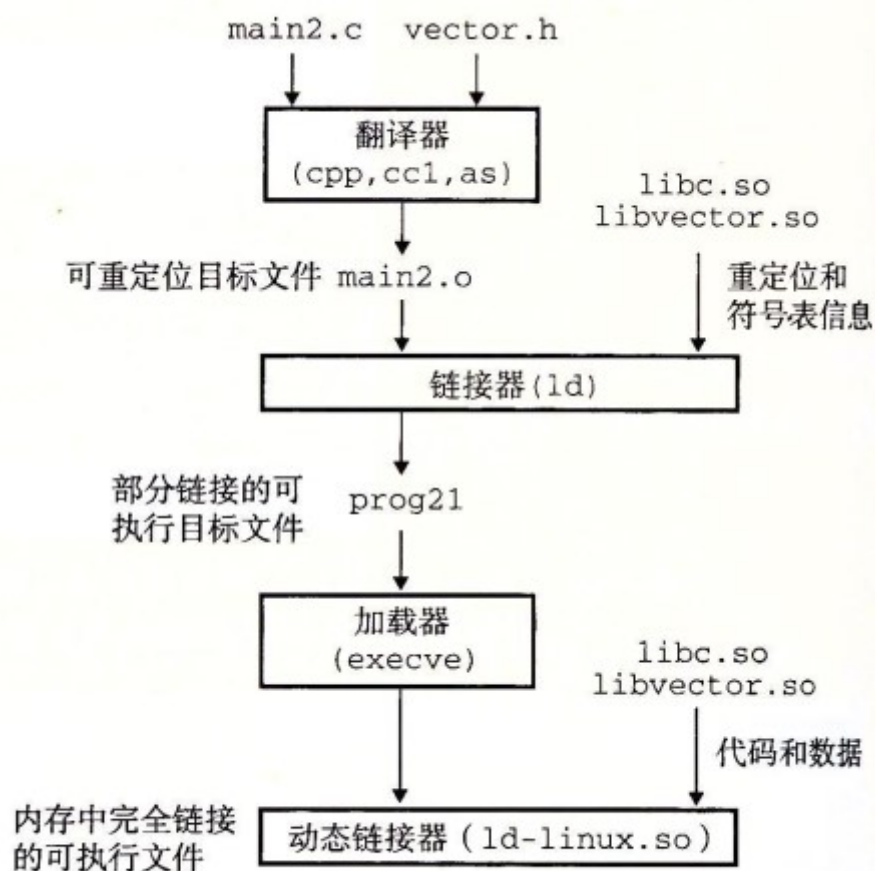 main2.c vector.h
翻译器
(cpp,cc1,as)
libc.so
libvector.so
可重定位目标文件 main2.o
重定位和
符号表信息
链接器(ld)
部分链接的可
执行目标文件
prog21
加载器
(execve)
libc.so
libvector.so
代码和数据
内存中完全链接
的可执行文件
动态链接器(ld-linux.so)